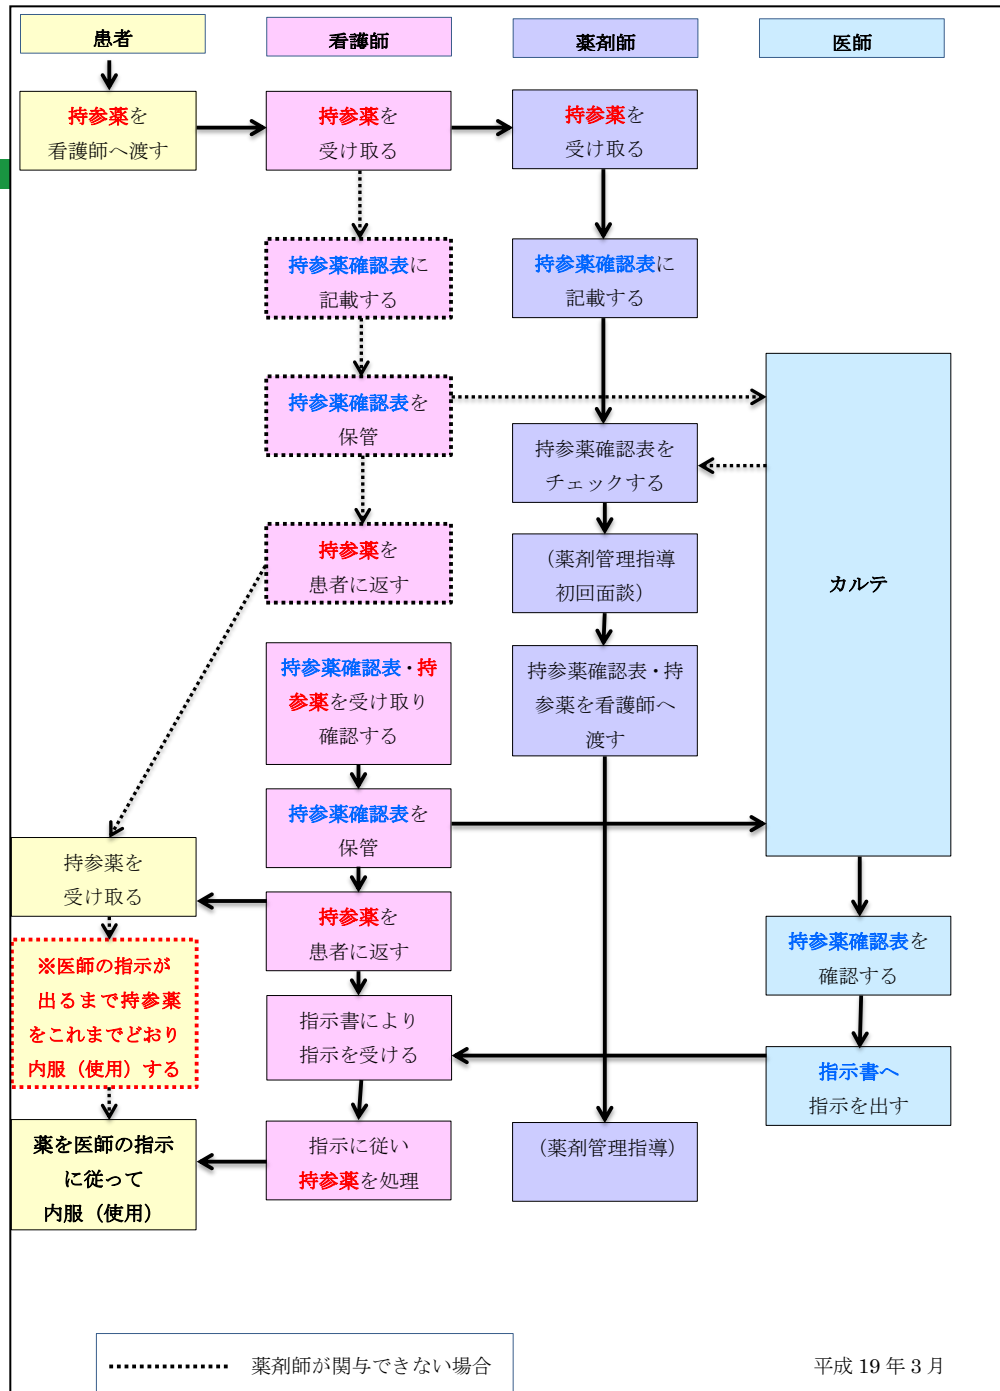 患者
看護師
薬剤師
医師
持参薬を
看護師へ渡す
持参薬を
受け取る
持参薬を
受け取る
持参薬確認表に
記載する
持参薬確認表に
記載する
持参薬確認表を
保管
持参薬確認表を
チェックする
持参薬を
患者に返す
(薬剤管理指導
初回面談)
カルテ
持参薬確認表・持
参薬を受け取り
確認する
持参薬確認表・持
参薬を看護師へ
渡す
持参薬確認表を
保管
持参薬を
受け取る
持参薬を
患者に返す
持参薬確認表を
確認する
※医師の指示が
出るまで持参薬
をこれまでどおり
内服(使用)する
指示書により
指示を受ける
指示書へ
指示を出す
薬を医師の指示
に従って
内服(使用)
指示に従い
持参薬を処理
(薬剤管理指導)
薬剤師が関与できない場合
平成 19 年 3 月